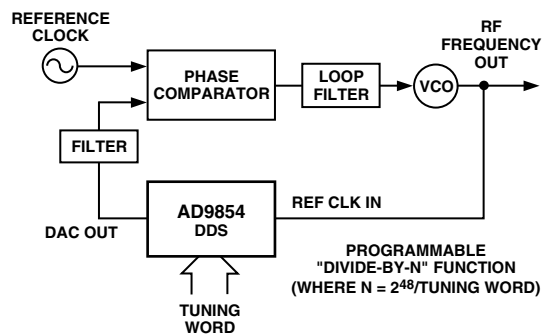 REFERENCE
CLOCK
PHASE
COMPARATOR
LOOP
FILTER
VCO
RF
FREQUENCY
OUT
FILTER
AD9854
DDS
REF CLK IN
DAC OUT
TUNING
WORD
PROGRAMMABLE
"DIVIDE-BY-N" FUNCTION
(WHERE N = 2⁴⁸/TUNING WORD)